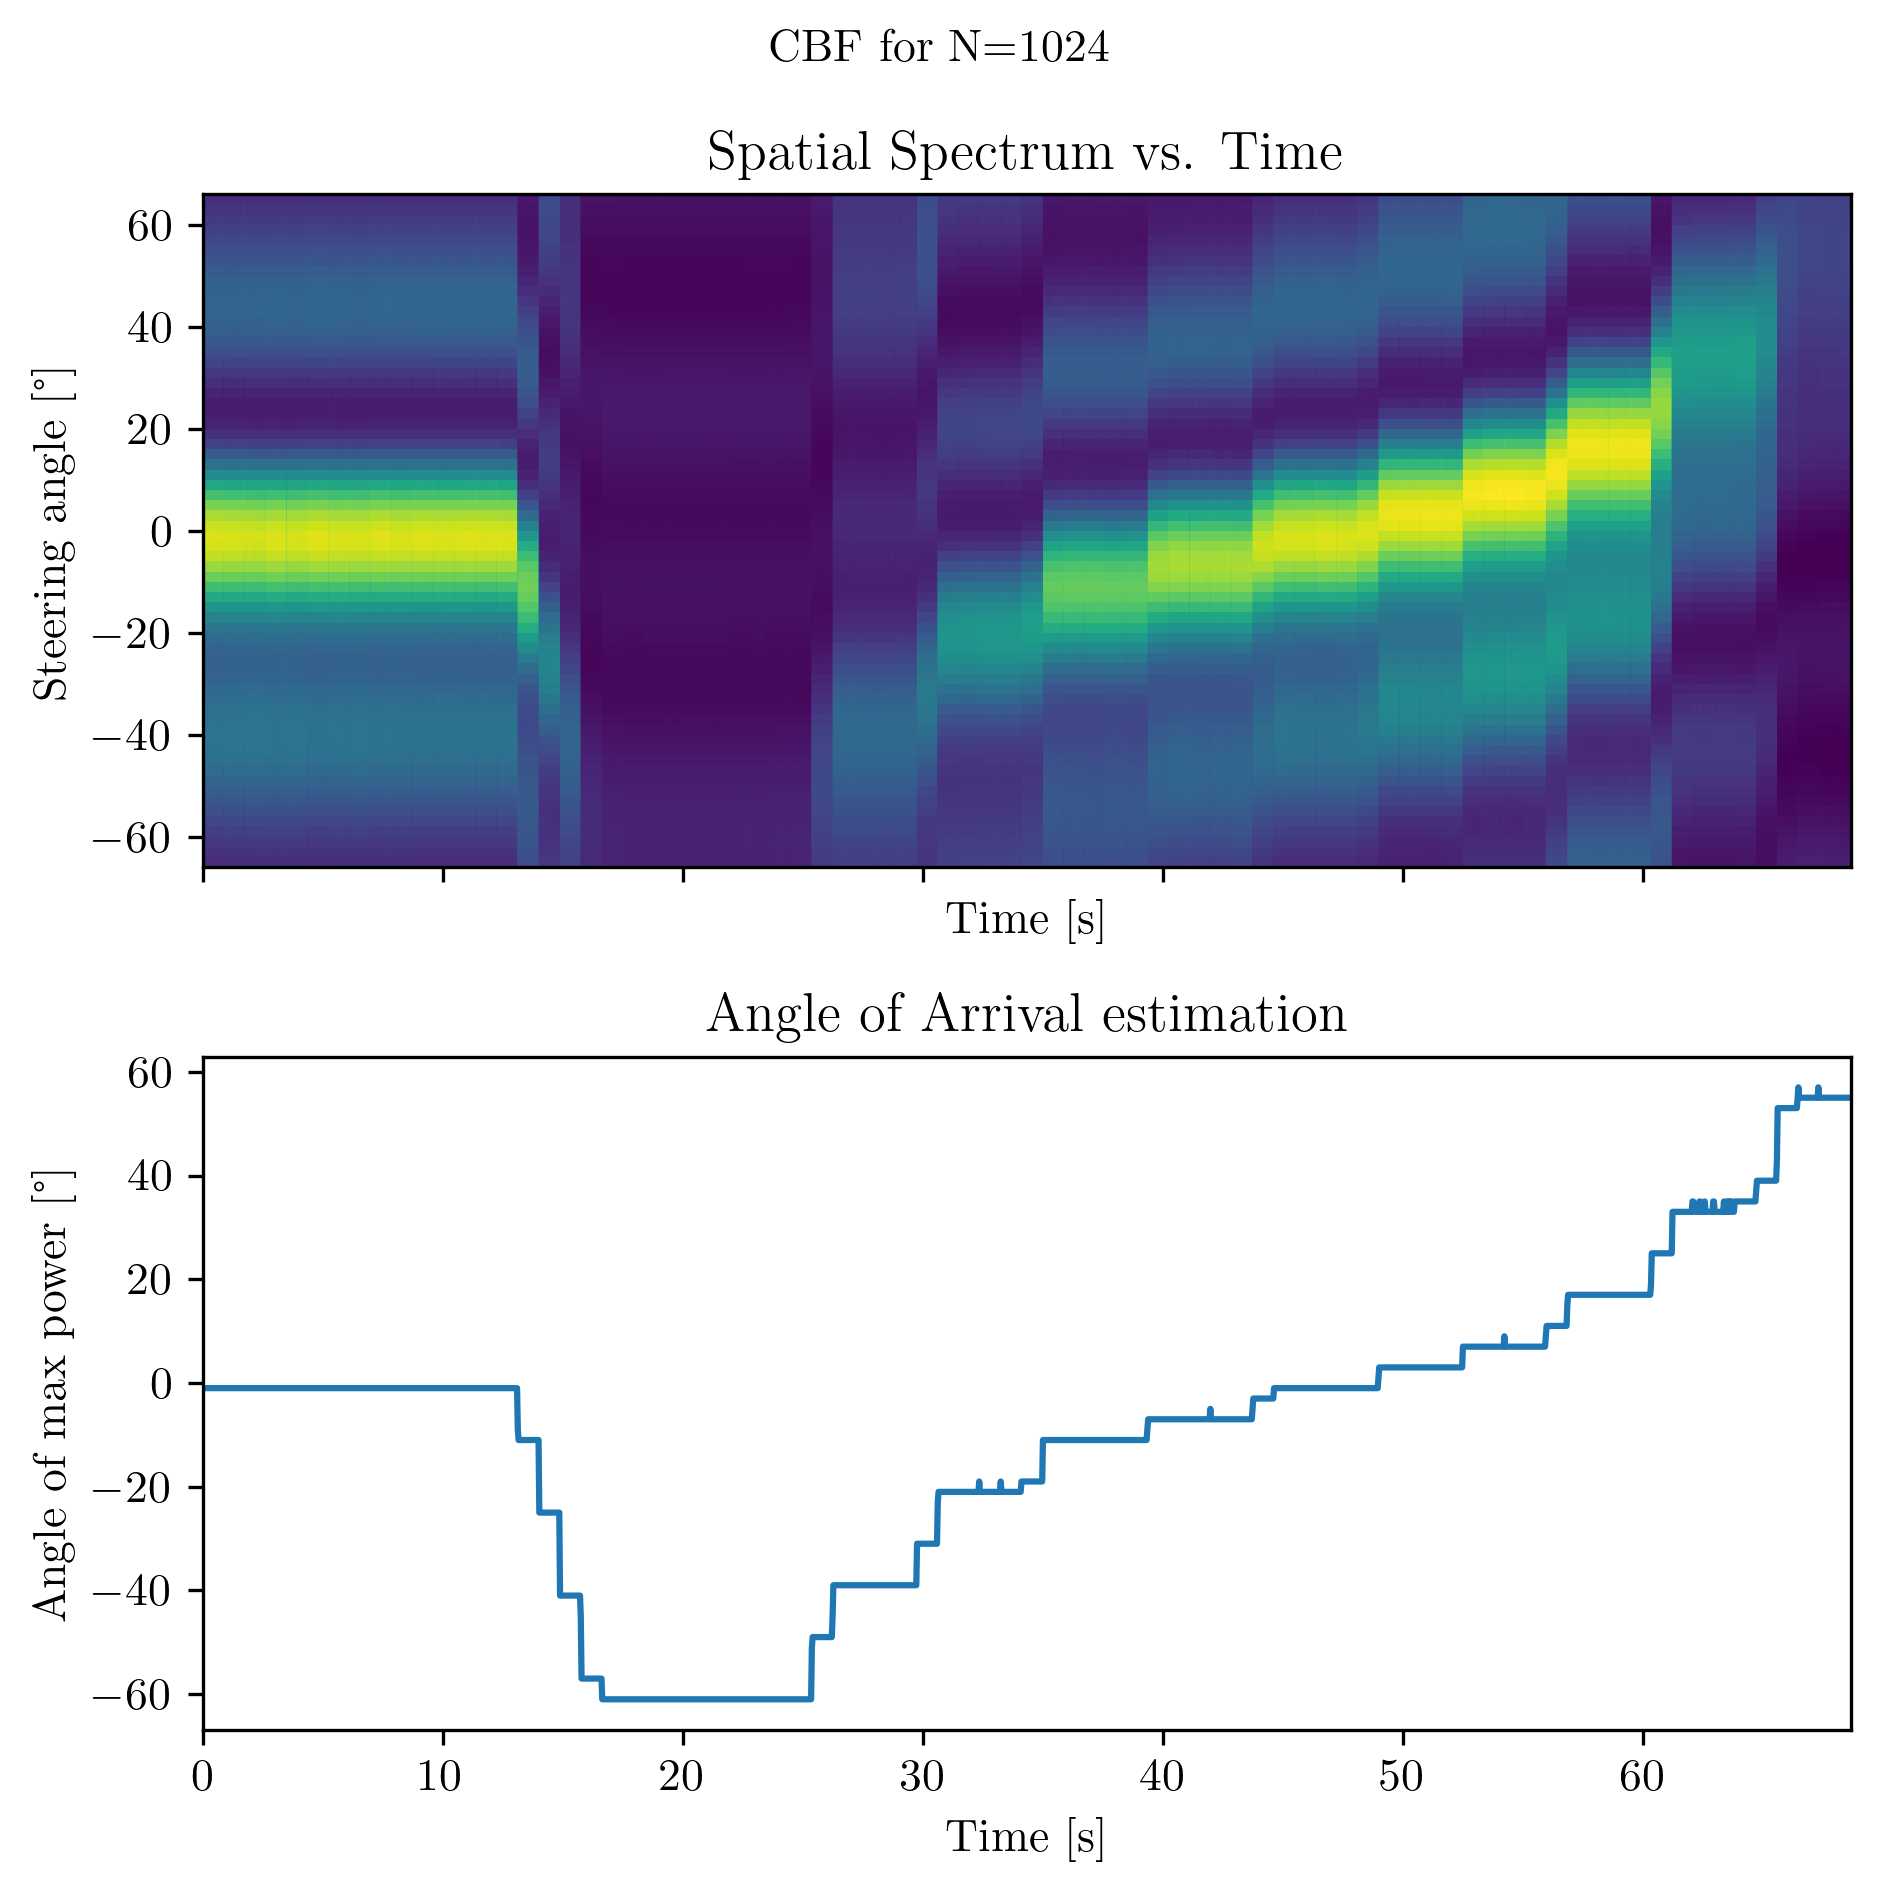 CBF for N=1024
Spatial Spectrum vs. Time
60
40
20
0
−20
−40
−60
Steering angle [°]
Time [s]
Angle of Arrival estimation
60
40
20
0
−20
−40
−60
Angle of max power [°]
0 10 20 30 40 50 60
Time [s]